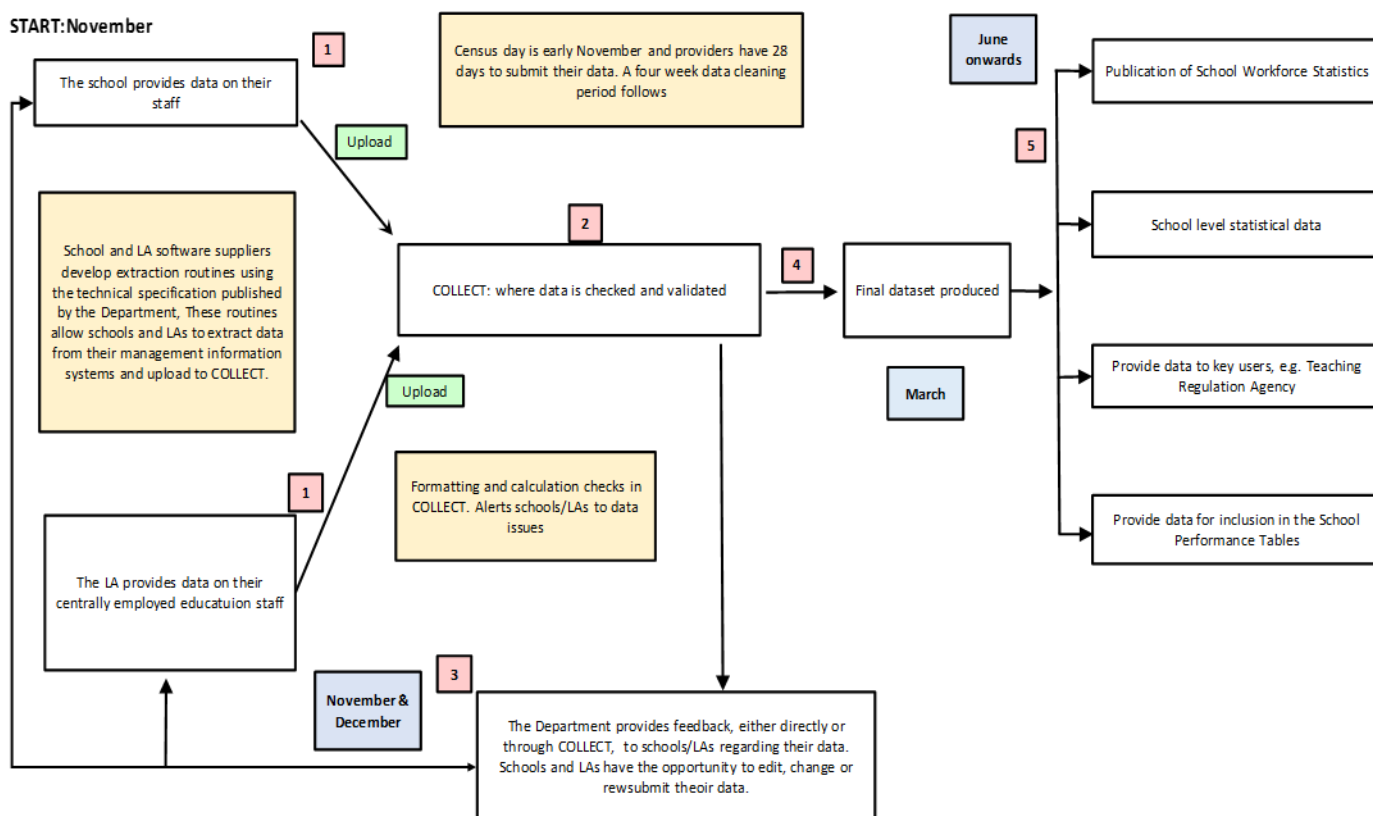 START:November
1
The school provides data on their
staff
Upload
Census day is early November and providers have 28
days to submit their data. A four week data cleaning
period follows
June
onwards
Publication of School Workforce Statistics
5
School level statistical data
Provide data to key users, e.g. Teaching
Regulation Agency
Provide data for inclusion in the School
Performance Tables
School and LA software suppliers
develop extraction routines using
the technical specification published
by the Department, These routines
allow schools and LAs to extract data
from their management information
systems and upload to COLLECT.
2
COLLECT: where data is checked and validated
4
Final dataset produced
March
Upload
1
Formatting and calculation checks in
COLLECT. Alerts schools/LAs to data
issues
The LA provides data on their
centrally employed educatuion staff
November &
December
3
The Department provides feedback, either directly or
through COLLECT, to schools/LAs regarding their data.
Schools and LAs have the opportunity to edit, change or
rewsubmit theoir data.